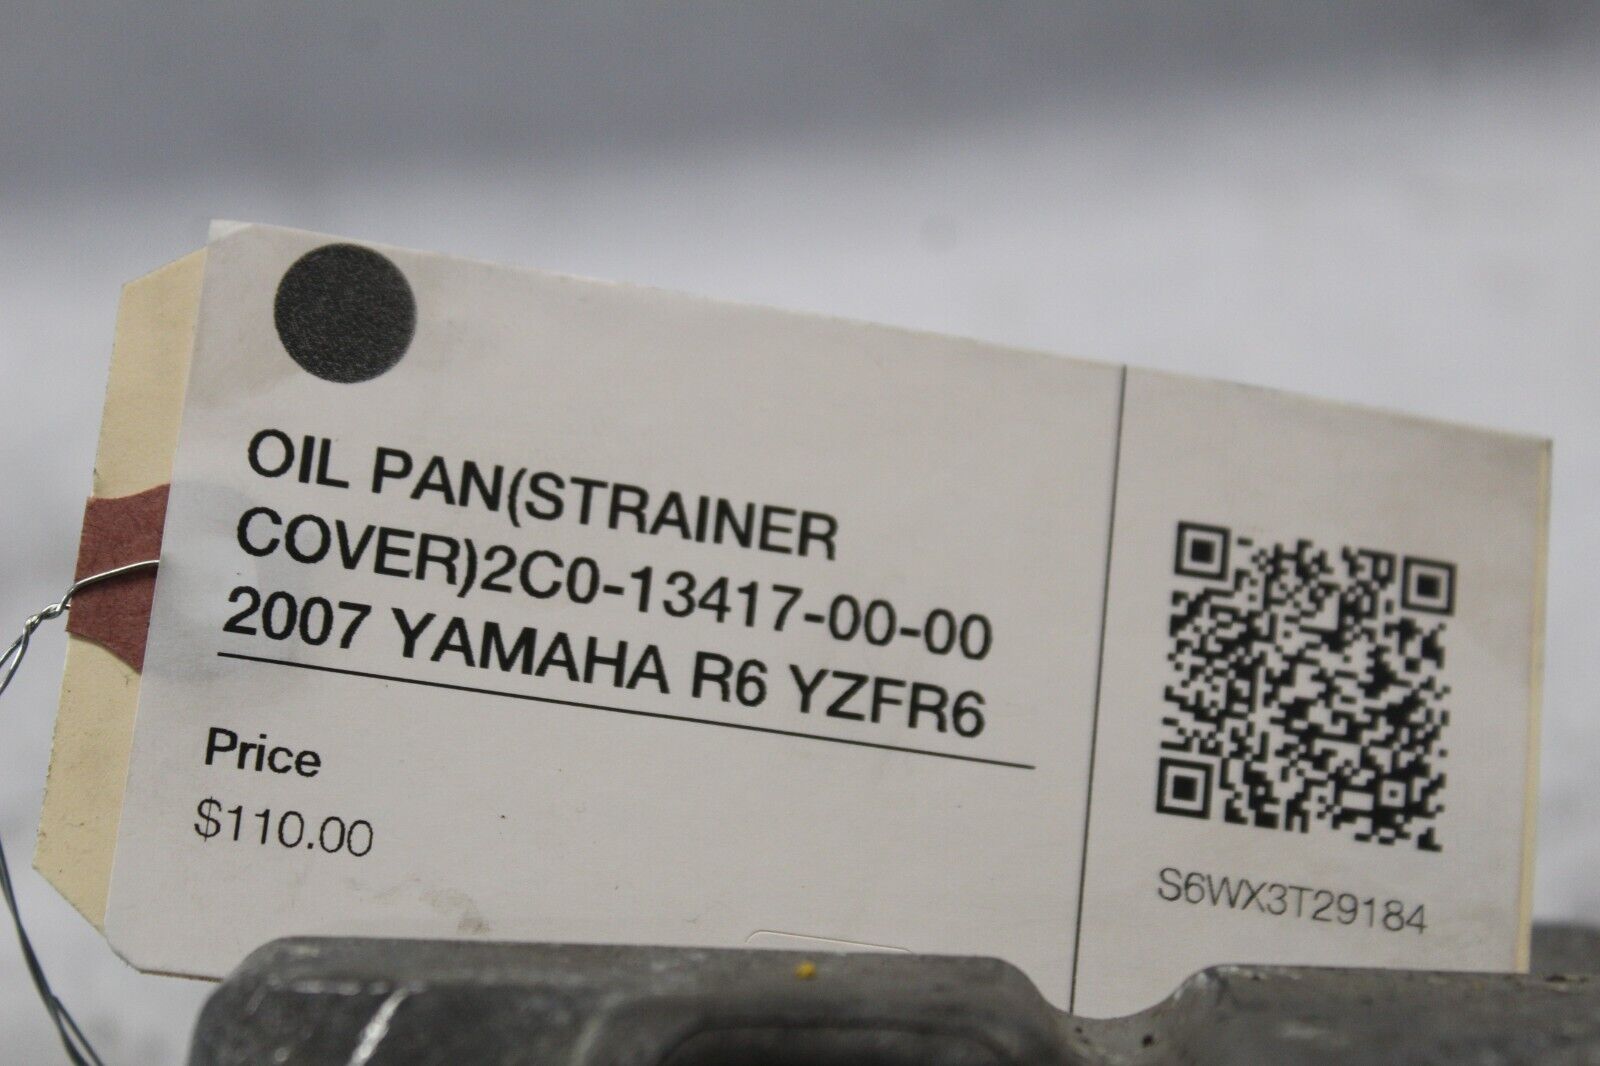 OIL PAN(STRAINER
COVER)2C0-13417-00-00
2007 YAMAHA R6 YZFR6
Price
$110.00
S6WX3T29184